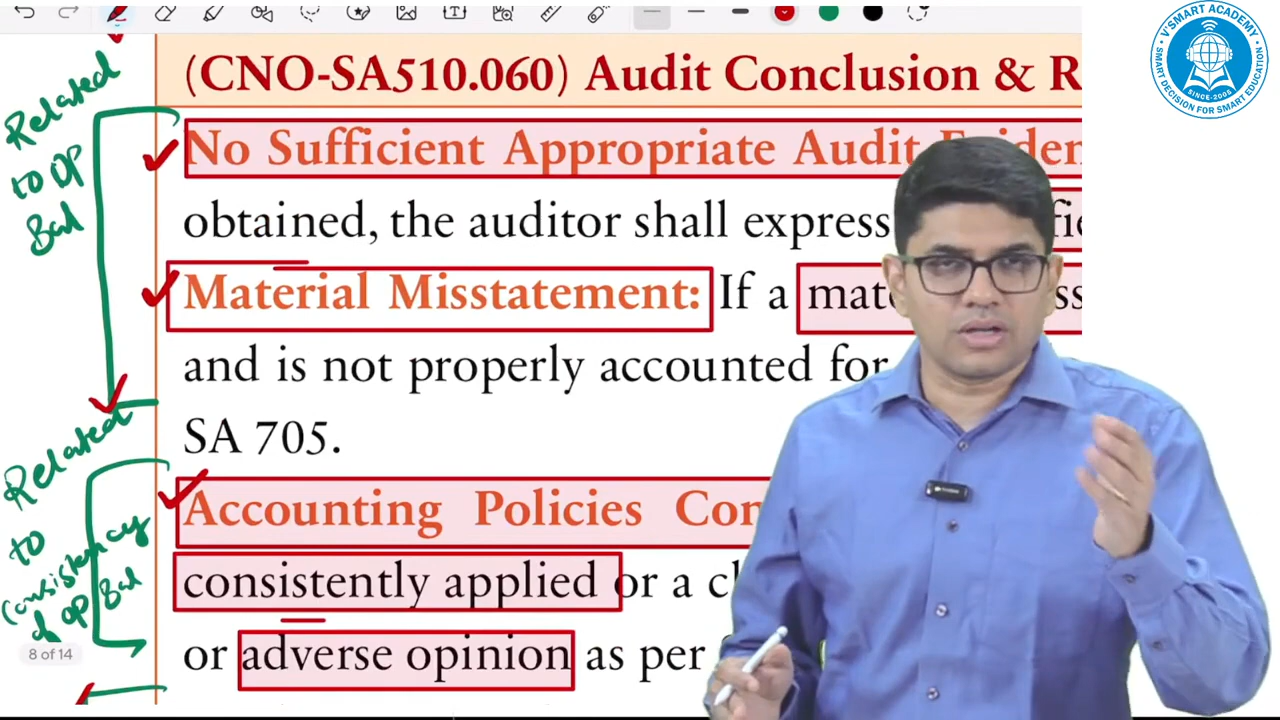 V'SMART ACADEMY
SMART DECISION FOR SMART EDUCATION
SINCE-2005
(CNO-SA510.060) Audit Conclusion & R
No Sufficient Appropriate Audit
obtained, the auditor shall express
Material Misstatement: If a
and is not properly accounted for
SA 705.
Accounting Policies Con
consistently applied or a
or adverse opinion as per
Related
to OP
Bal
Related
to
Consistency
of OP Bal
8 of 14